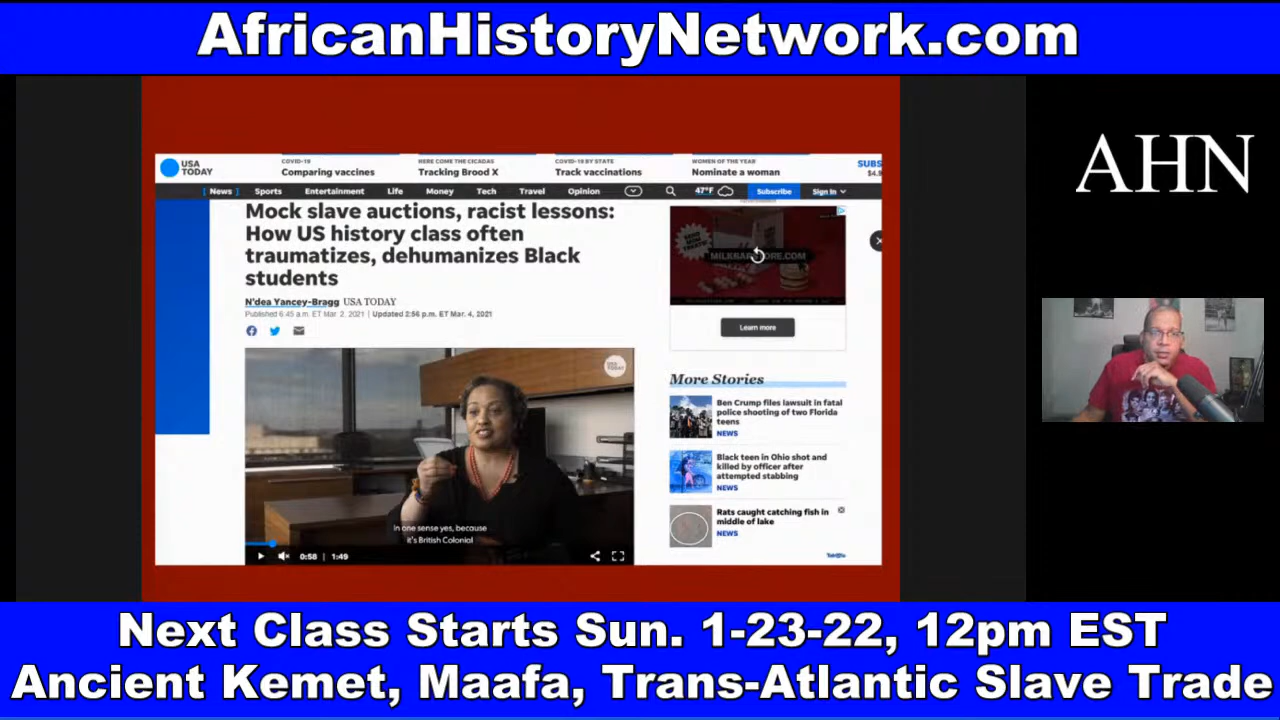 AfricanHistoryNetwork.com
AHN
USA TODAY
COVID-19
Comparing vaccines
HERE COME THE CICADAS
Tracking Brood X
COVID-19 BY STATE
Track vaccinations
WOMEN OF THE YEAR
Nominate a woman
SUBS
[ News ] Sports Entertainment Life Money Tech Travel Opinion 47°F Subscribe Sign In
Mock slave auctions, racist lessons:
How US history class often
traumatizes, dehumanizes Black
students
N'dea Yancey-Bragg USA TODAY
Published 6:45 a.m. ET Mar. 2, 2021 | Updated 2:56 p.m. ET Mar. 4, 2021
USA TODAY
In one sense yes, because
it's British Colonial
0:58 | 1:49
Learn more
More Stories
Ben Crump files lawsuit in fatal
police shooting of two Florida
teens
NEWS
Black teen in Ohio shot and
killed by officer after
attempted stabbing
NEWS
Rats caught catching fish in
middle of lake
NEWS
Next Class Starts Sun. 1-23-22, 12pm EST
Ancient Kemet, Maafa, Trans-Atlantic Slave Trade